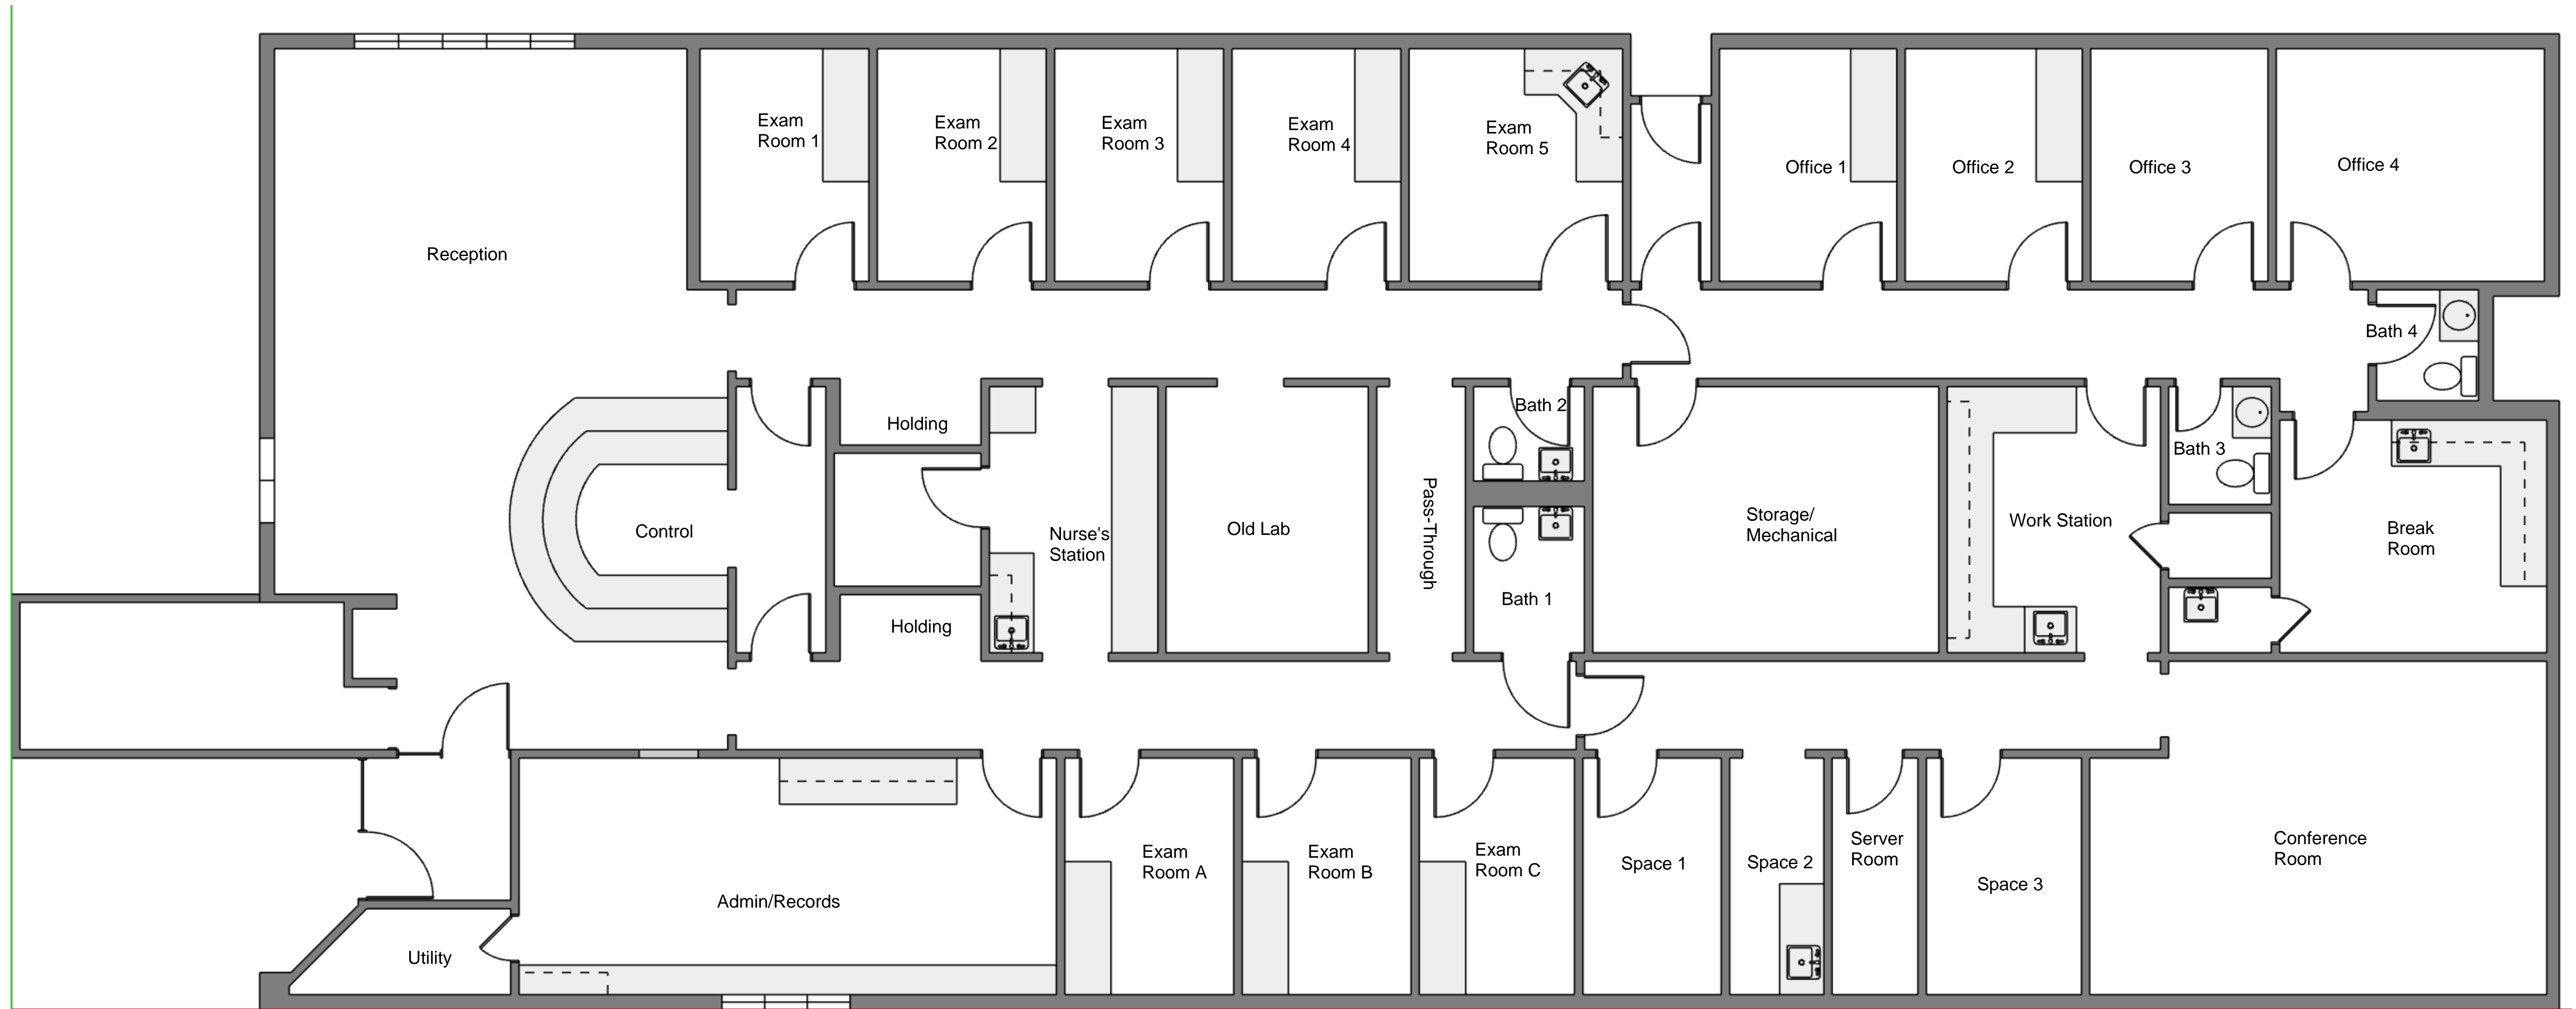 Exam
Room 1
Exam
Room 2
Exam
Room 3
Exam
Room 4
Exam
Room 5
Office 1
Office 2
Office 3
Office 4
Reception
Bath 4
Holding
Bath 2
Bath 3
Control
Nurse's
Station
Old Lab
Pass-Through
Storage/
Mechanical
Work Station
Break
Room
Holding
Bath 1
Exam
Room A
Exam
Room B
Exam
Room C
Space 1
Space 2
Server
Room
Space 3
Conference
Room
Admin/Records
Utility